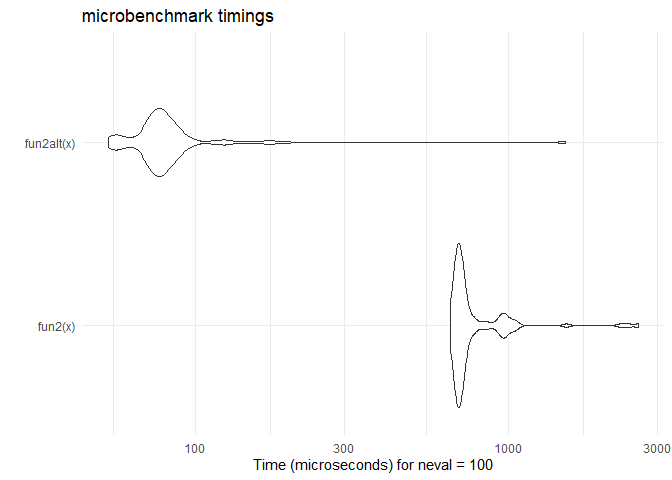 microbenchmark timings
fun2alt(x)
fun2(x)
100
300
1000
3000
Time (microseconds) for neval = 100